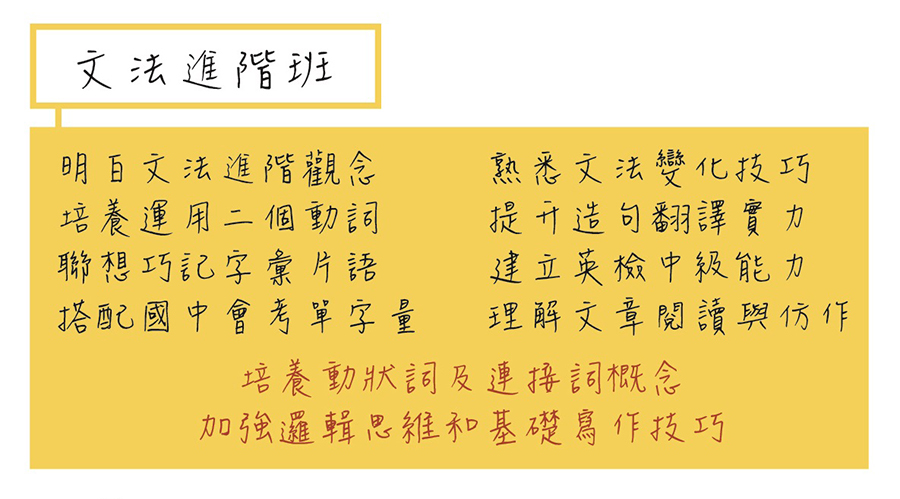 文法進階班
明白文法進階觀念
培養運用二個動詞
聯想巧記字彙片語
搭配國中會考單字量
熟悉文法變化技巧
提升造句翻譯實力
建立英檢中級能力
理解文章閱讀與仿作
培養動狀詞及連接詞概念
加強邏輯思維和基礎寫作技巧